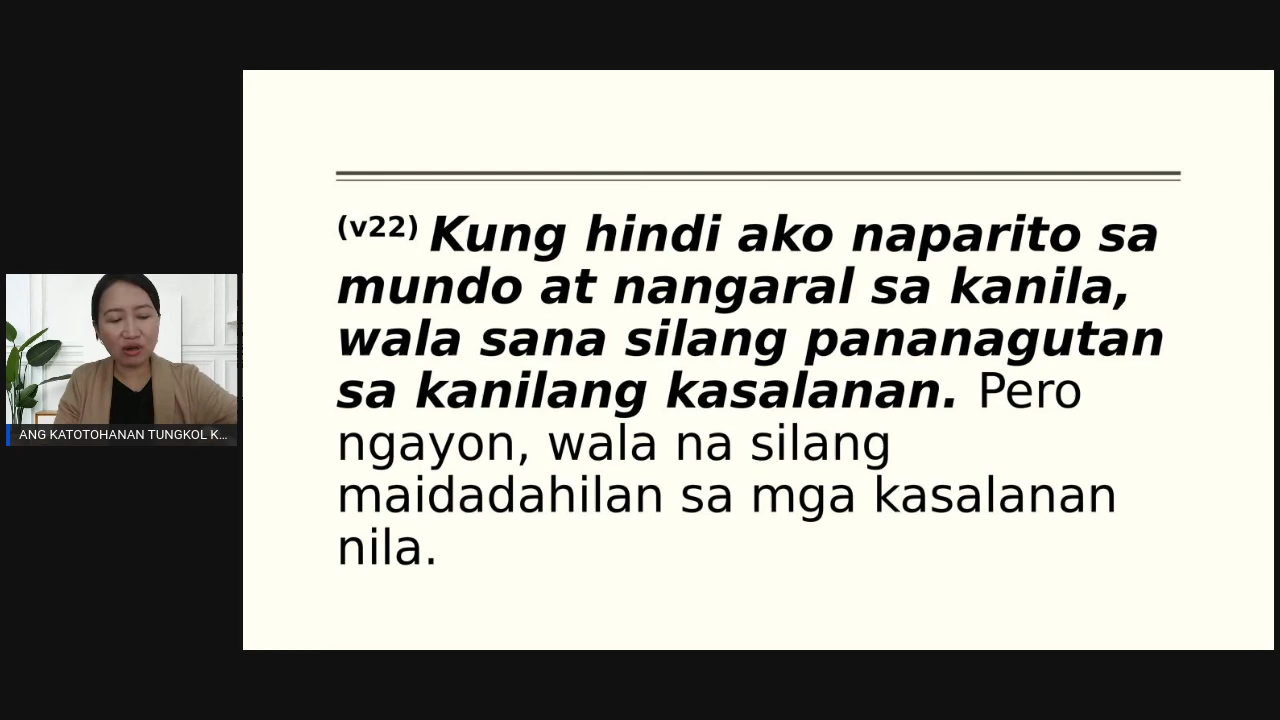 (v22) Kung hindi ako naparito sa
mundo at nangaral sa kanila,
wala sana silang pananagutan
sa kanilang kasalanan. Pero
ngayon, wala na silang
maidadahilan sa mga kasalanan
nila.
ANG KATOTOHANAN TUNGKOL K...